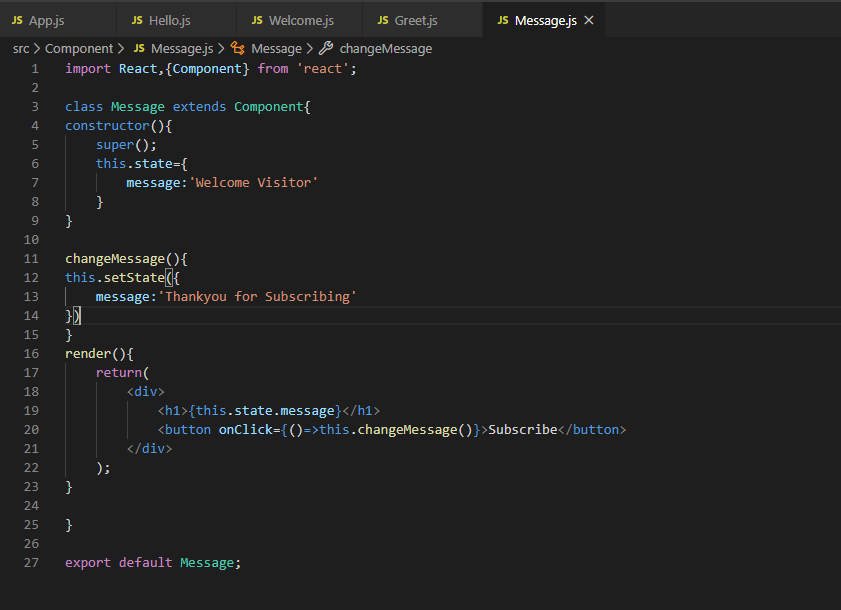 JS App.js JS Hello.js JS Welcome.js JS Greet.js JS Message.js ×
src > Component > JS Message.js > Message > changeMessage
1 import React,{Component} from 'react';
2
3 class Message extends Component{
4 constructor(){
5     super();
6     this.state={
7         message:'Welcome Visitor'
8     }
9 }
10
11 changeMessage(){
12 this.setState({
13     message:'Thankyou for Subscribing'
14 })
15 }
16 render(){
17     return(
18         <div>
19             <h1>{this.state.message}</h1>
20             <button onClick={()=>this.changeMessage()}>Subscribe</button>
21         </div>
22     );
23 }
24
25 }
26
27 export default Message;